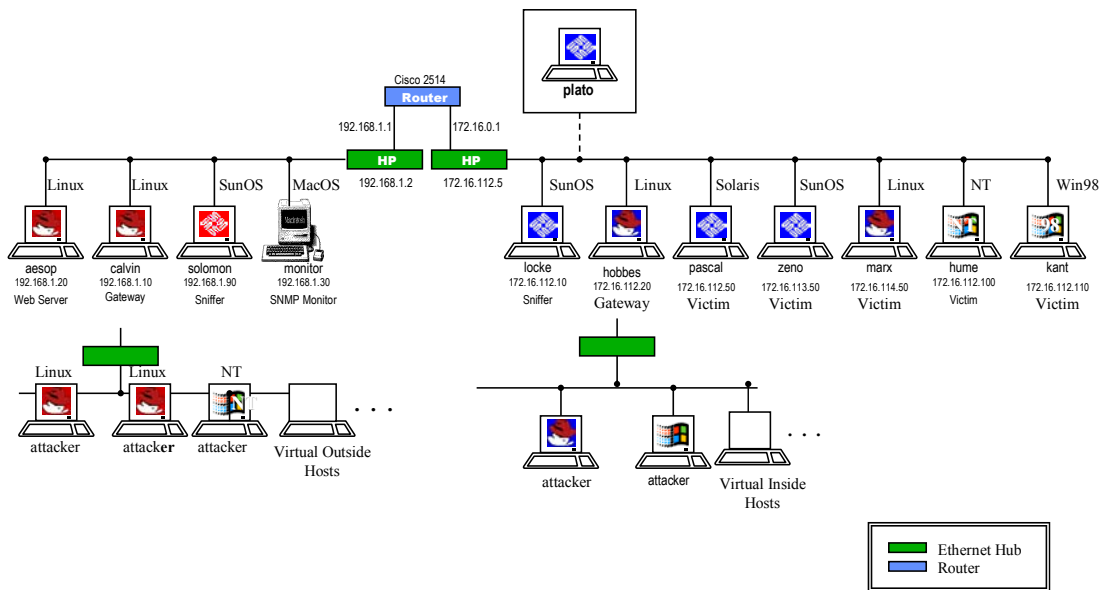 plato
Cisco 2514
Router
192.168.1.1
172.16.0.1
HP
HP
192.168.1.2
172.16.112.5
Linux
Linux
SunOS
MacOS
SunOS
Linux
Solaris
SunOS
Linux
NT
Win98
Macintosh
NT
98
aesop
192.168.1.20
Web Server
calvin
192.168.1.10
Gateway
solomon
192.168.1.90
Sniffer
monitor
192.168.1.30
SNMP Monitor
locke
172.16.112.10
Sniffer
hobbes
172.16.112.20
Gateway
pascal
172.16.112.50
Victim
zeno
172.16.113.50
Victim
marx
172.16.114.50
Victim
hume
172.16.112.100
Victim
kant
172.16.112.110
Victim
Linux
Linux
NT
NT
. . .
attacker
attacker
attacker
Virtual Outside
Hosts
. . .
attacker
attacker
Virtual Inside
Hosts
Ethernet Hub
Router